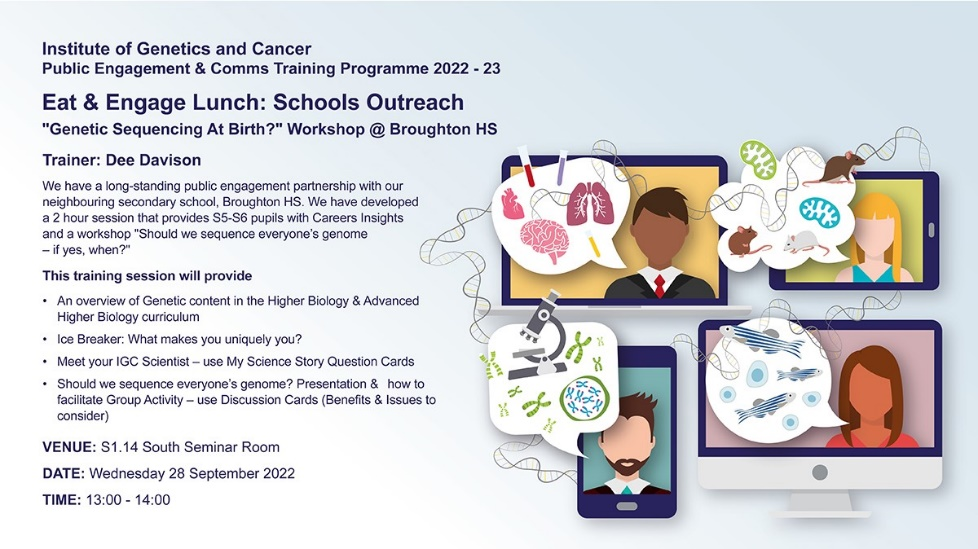 Institute of Genetics and Cancer
Public Engagement & Comms Training Programme 2022 - 23
Eat & Engage Lunch: Schools Outreach
"Genetic Sequencing At Birth?" Workshop @ Broughton HS
Trainer: Dee Davison
We have a long-standing public engagement partnership with our
neighbouring secondary school, Broughton HS. We have developed
a 2 hour session that provides S5-S6 pupils with Careers Insights
and a workshop "Should we sequence everyone's genome
– if yes, when?"
This training session will provide
• An overview of Genetic content in the Higher Biology & Advanced
Higher Biology curriculum
• Ice Breaker: What makes you uniquely you?
• Meet your IGC Scientist – use My Science Story Question Cards
• Should we sequence everyone's genome? Presentation & how to
facilitate Group Activity – use Discussion Cards (Benefits & Issues to
consider)
VENUE: S1.14 South Seminar Room
DATE: Wednesday 28 September 2022
TIME: 13:00 - 14:00